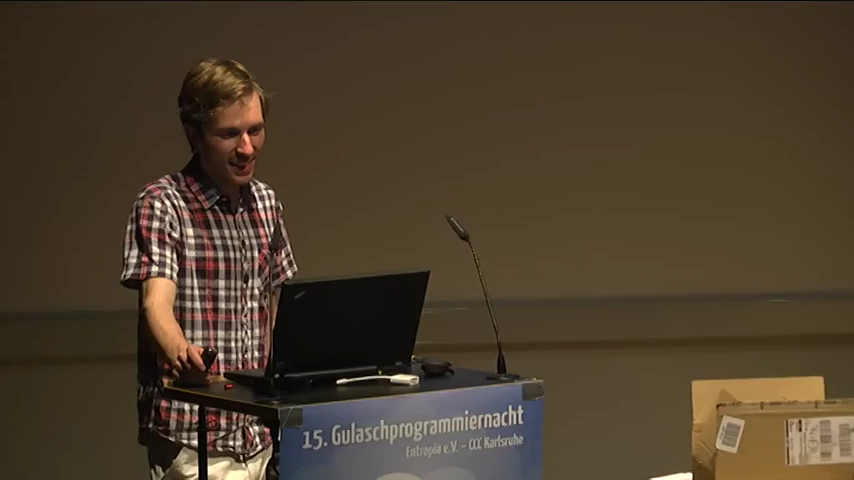 15. Gulaschprogrammiernacht
Entropia e.V. – CCC Karlsruhe